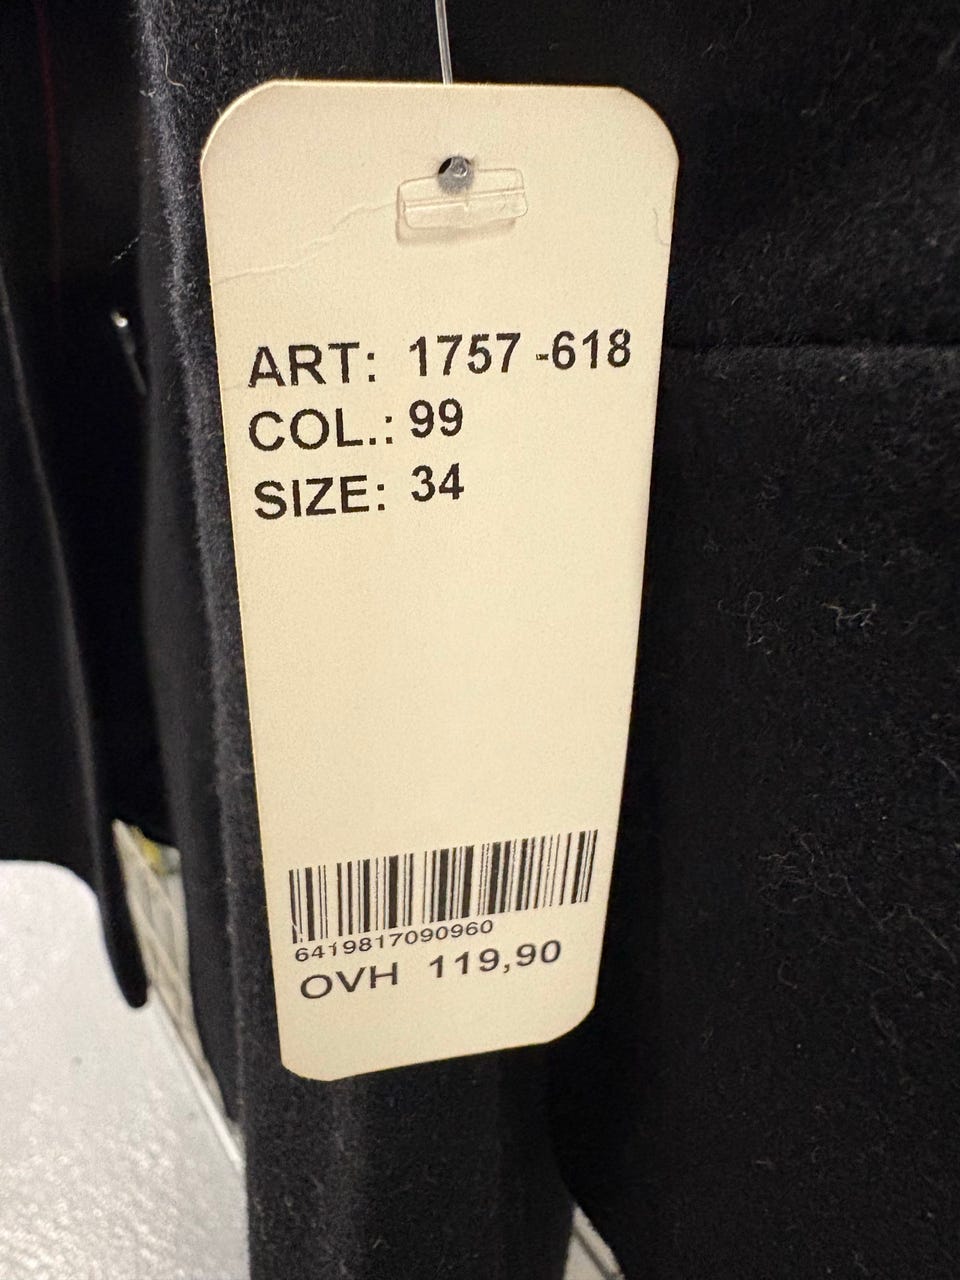 ART: 1757 -618
COL.: 99
SIZE: 34
6419817090960
OVH 119,90